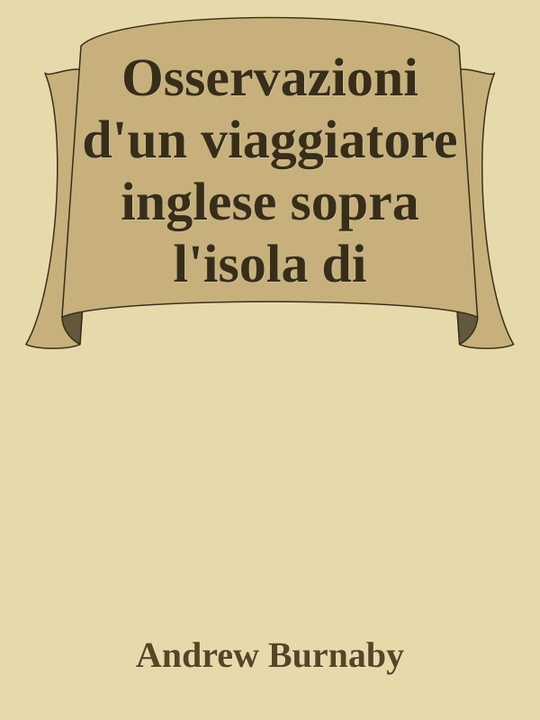 Osservazioni
d'un viaggiatore
inglese sopra
l'isola di
Andrew Burnaby